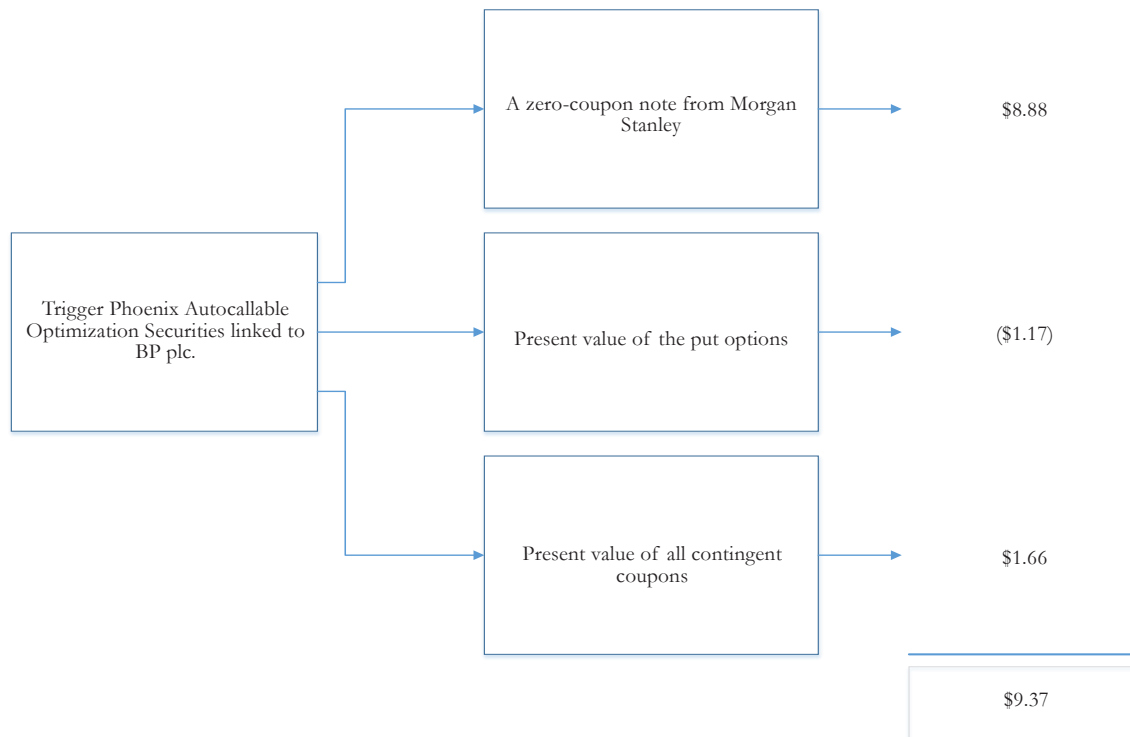 A zero-coupon note from Morgan
Stanley
$8.88
Trigger Phoenix Autocallable
Optimization Securities linked to
BP plc.
Present value of the put options
($1.17)
Present value of all contingent
coupons
$1.66
$9.37